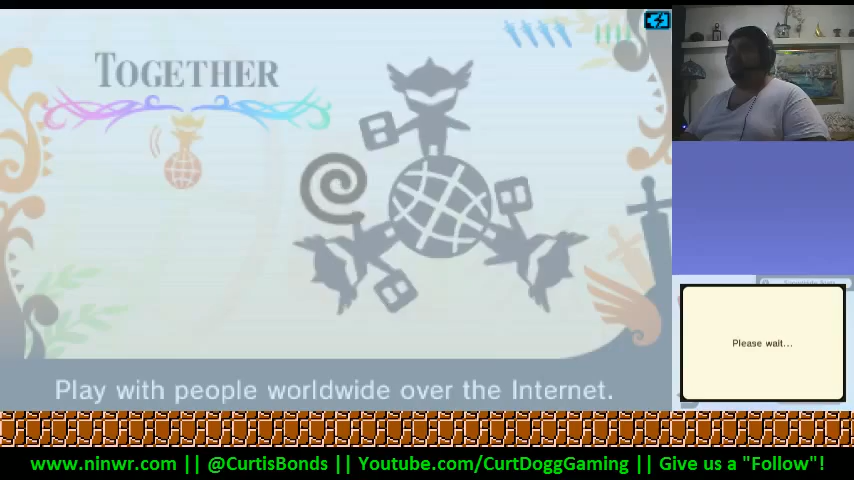 TOGETHER
Play with people worldwide over the Internet.
Please wait...
www.ninwr.com || @CurtisBonds || Youtube.com/CurtDoggGaming || Give us a "Follow"!